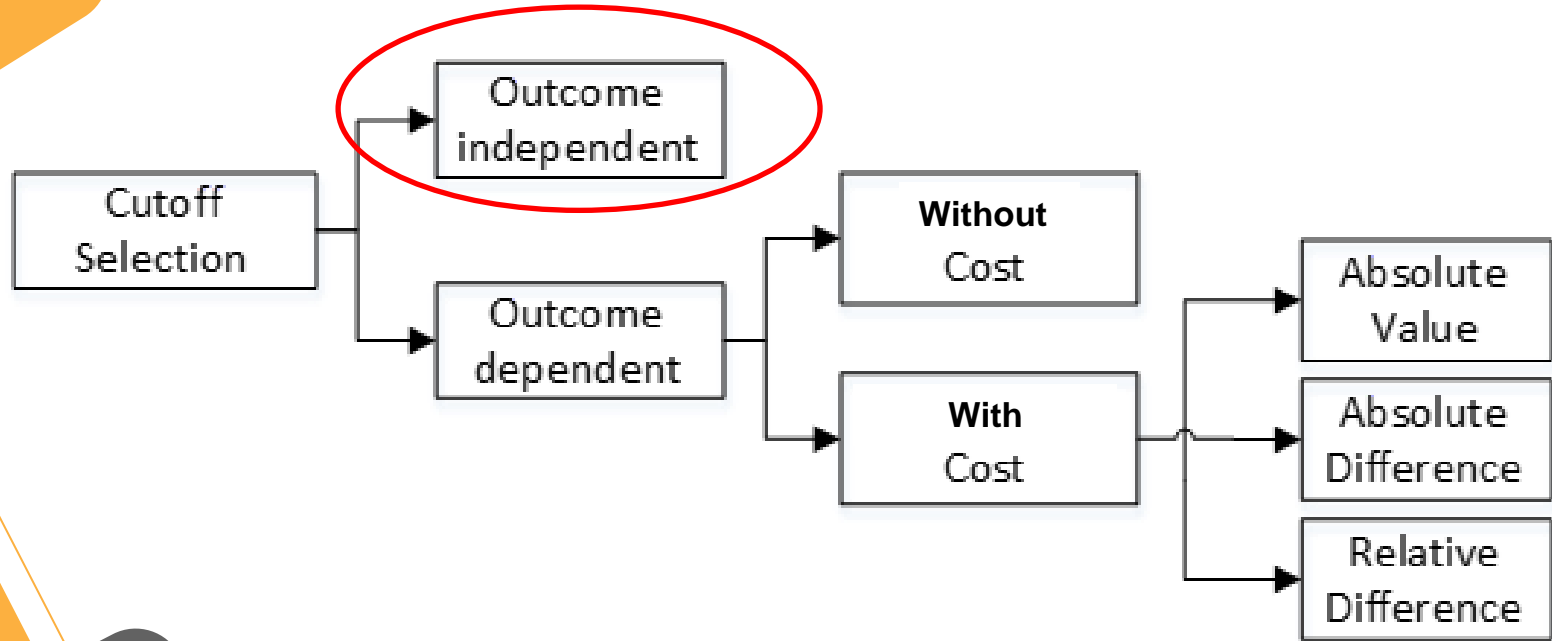 Outcome
independent
Cutoff
Selection
Outcome
dependent
Without
Cost
With
Cost
Absolute
Value
Absolute
Difference
Relative
Difference